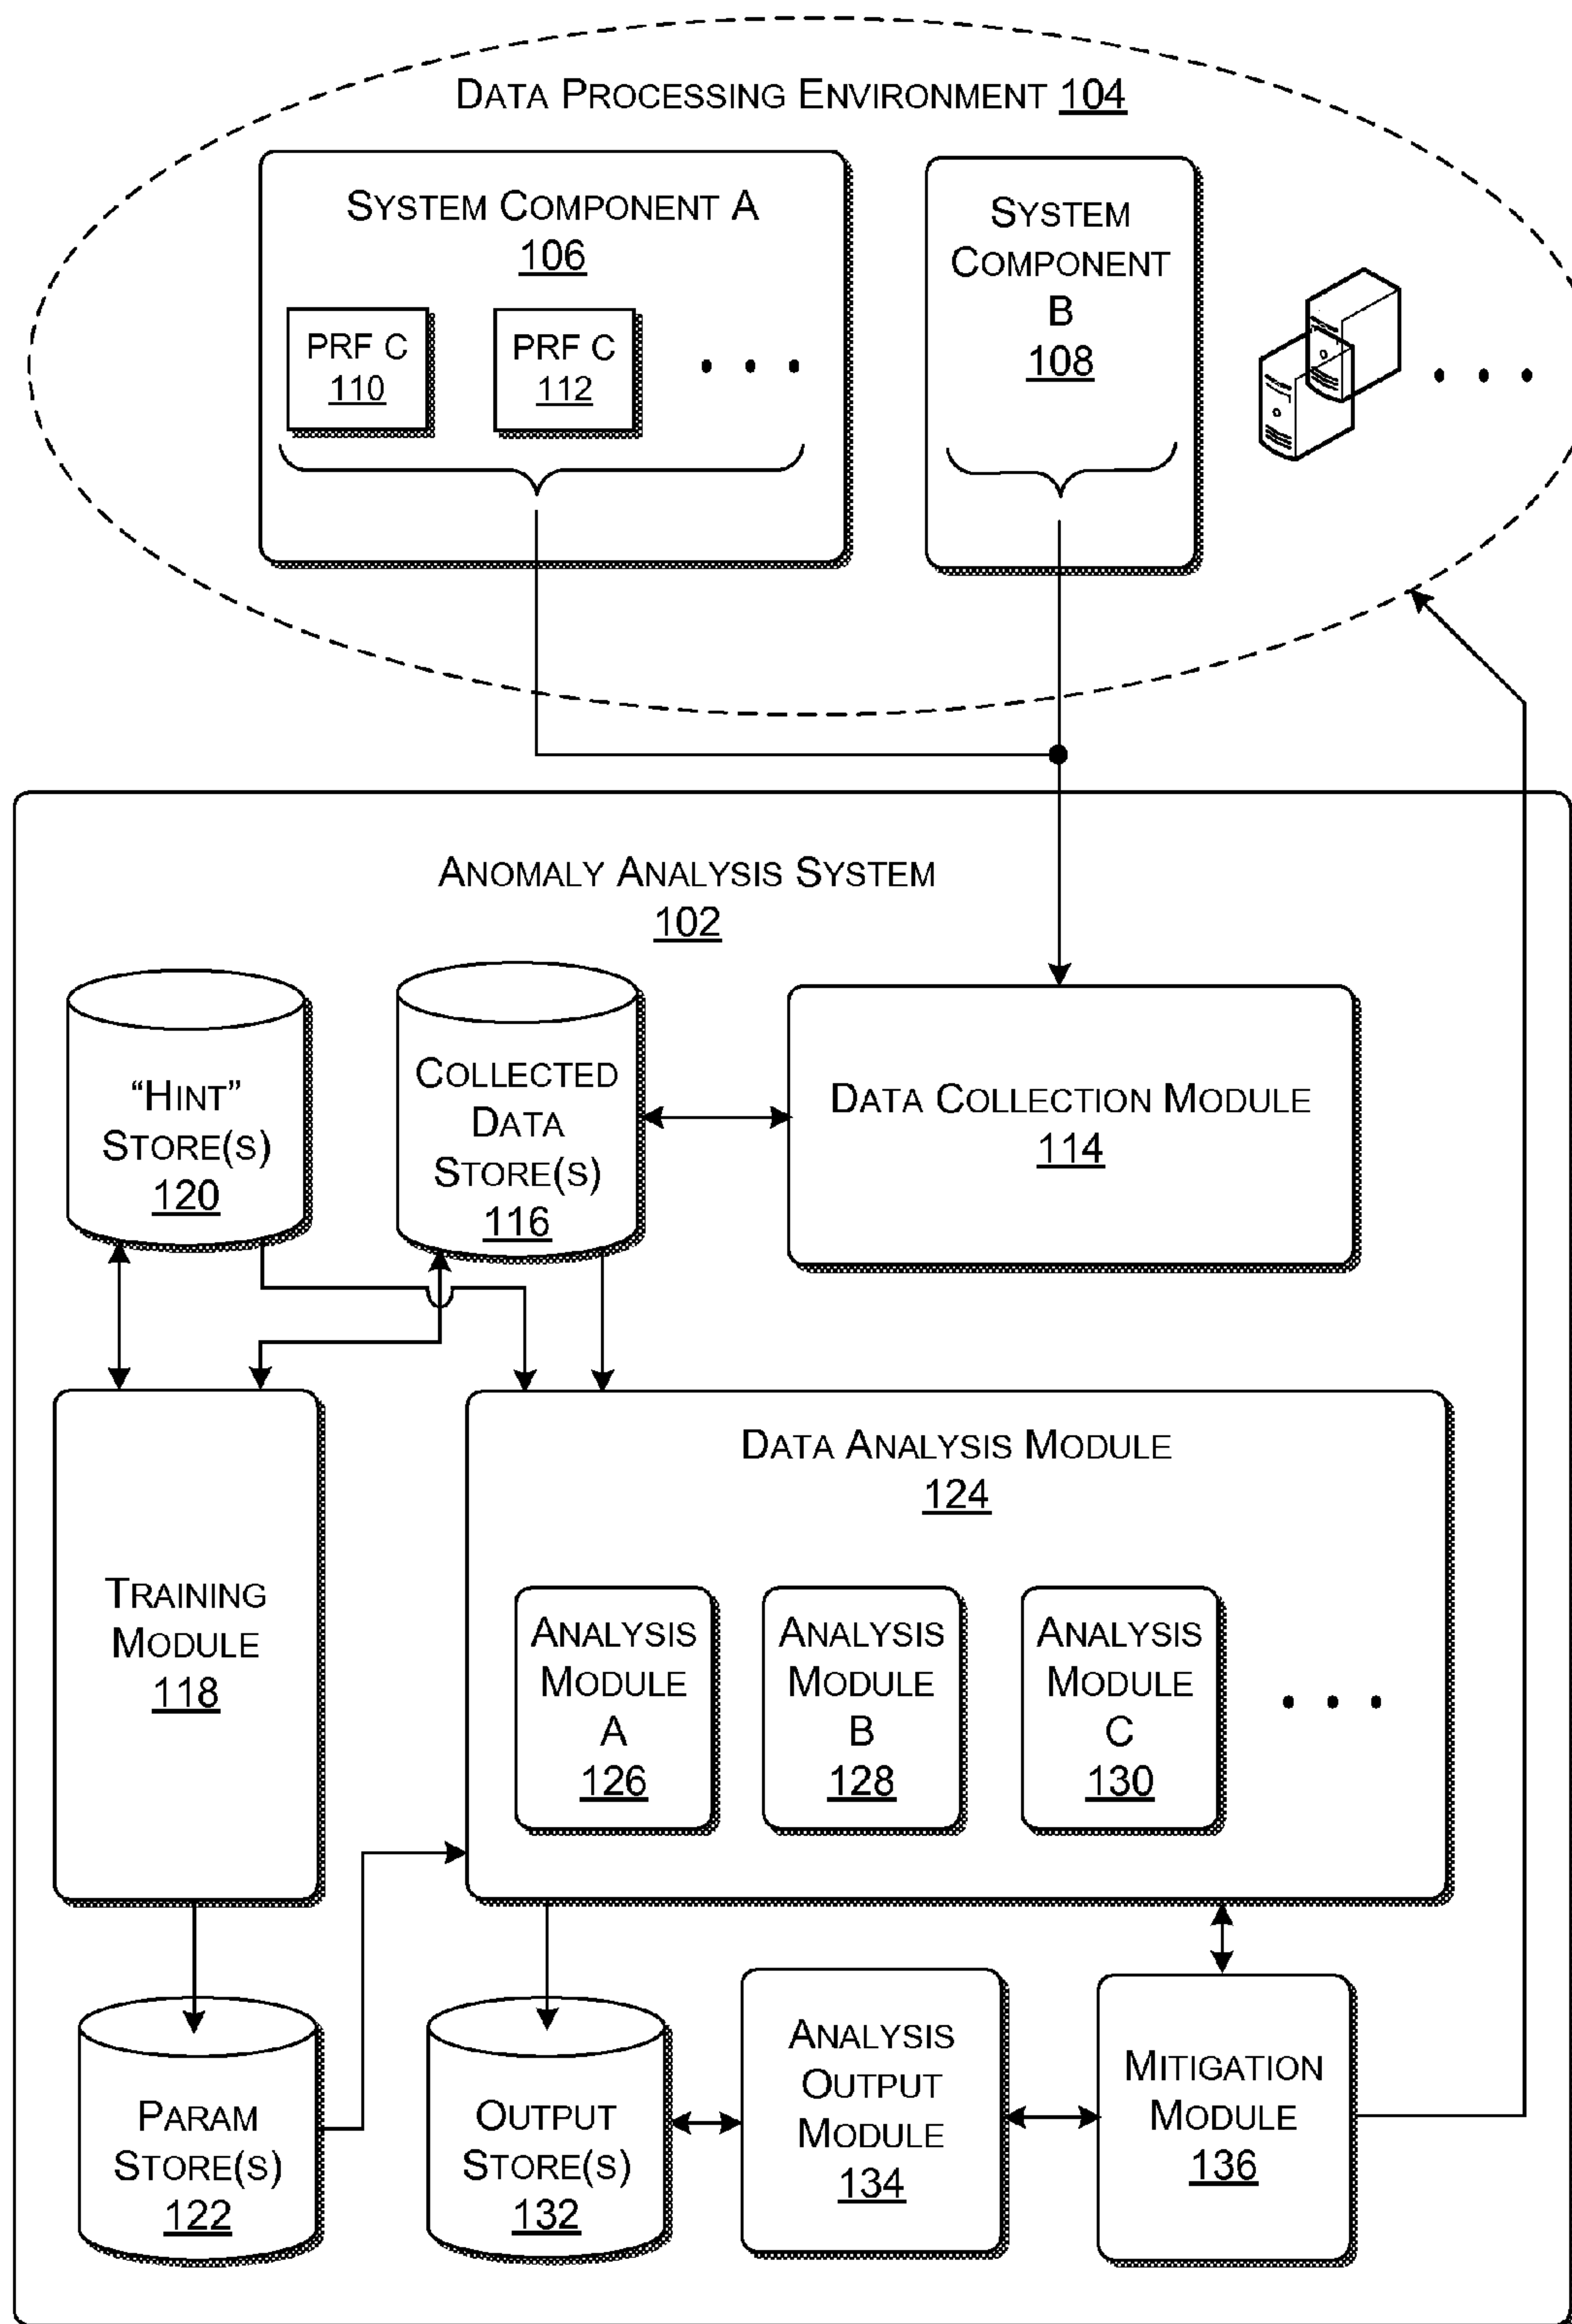 DATA PROCESSING ENVIRONMENT 104
SYSTEM COMPONENT A
106
PRF C
110
PRF C
112
SYSTEM
COMPONENT
B
108
ANOMALY ANALYSIS SYSTEM
102
“HINT”
STORE(S)
120
COLLECTED
DATA
STORE(S)
116
DATA COLLECTION MODULE
114
TRAINING
MODULE
118
DATA ANALYSIS MODULE
124
ANALYSIS
MODULE
A
126
ANALYSIS
MODULE
B
128
ANALYSIS
MODULE
C
130
PARAM
STORE(S)
122
OUTPUT
STORE(S)
132
ANALYSIS
OUTPUT
MODULE
134
MITIGATION
MODULE
136